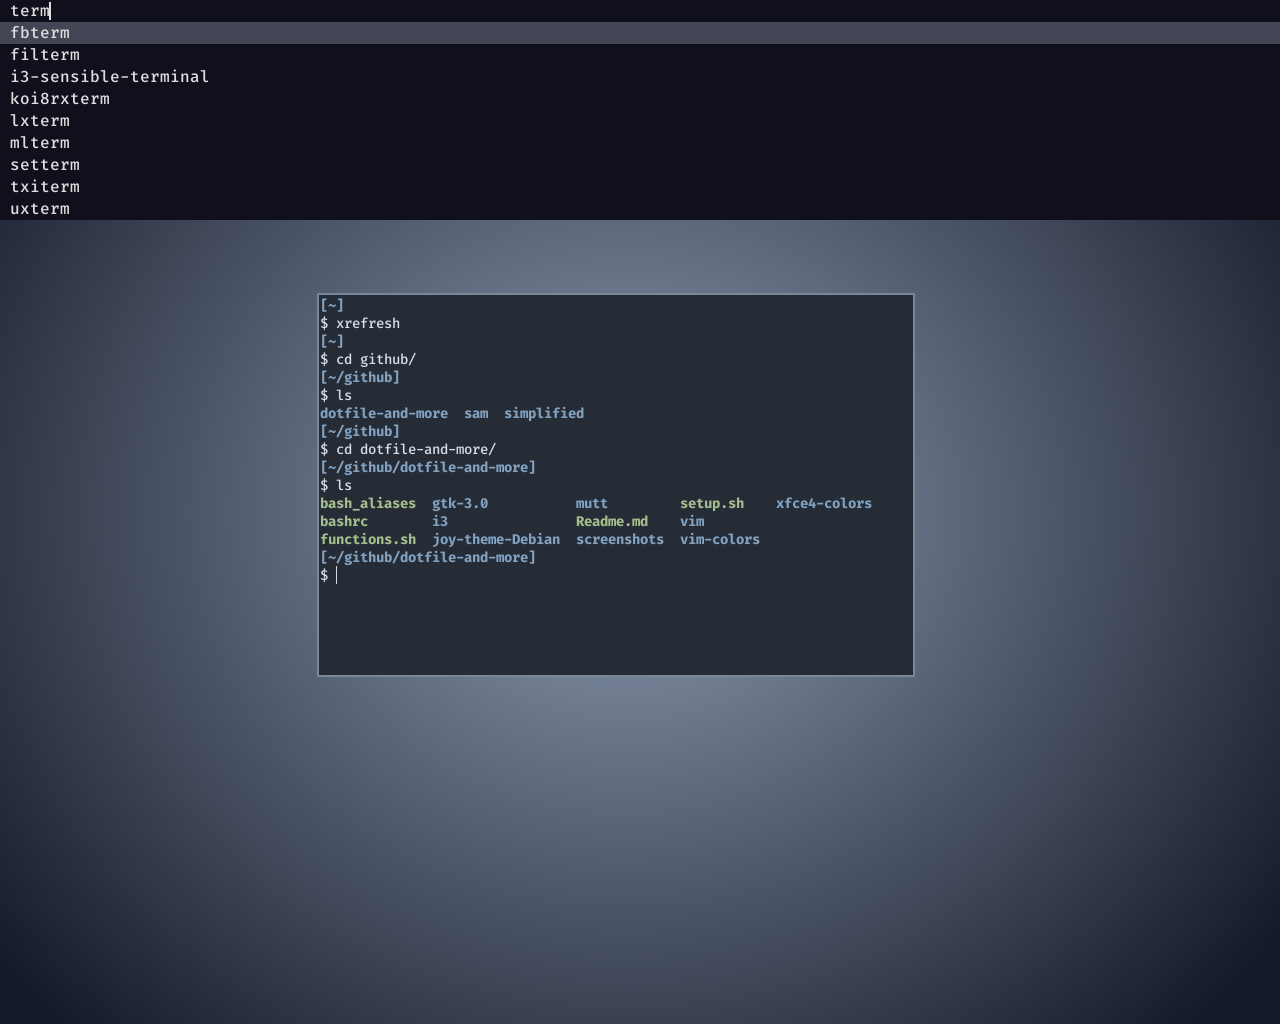 term
fbterm
filterm
i3-sensible-terminal
koi8rxterm
lxterm
mlterm
setterm
txiterm
uxterm
[~]
$ xrefresh
[~]
$ cd github/
[~/github]
$ ls
dotfile-and-more  sam  simplified
[~/github]
$ cd dotfile-and-more/
[~/github/dotfile-and-more]
$ ls
bash_aliases  gtk-3.0           mutt         setup.sh    xfce4-colors
bashrc        i3                Readme.md    vim
functions.sh  joy-theme-Debian  screenshots  vim-colors
[~/github/dotfile-and-more]
$